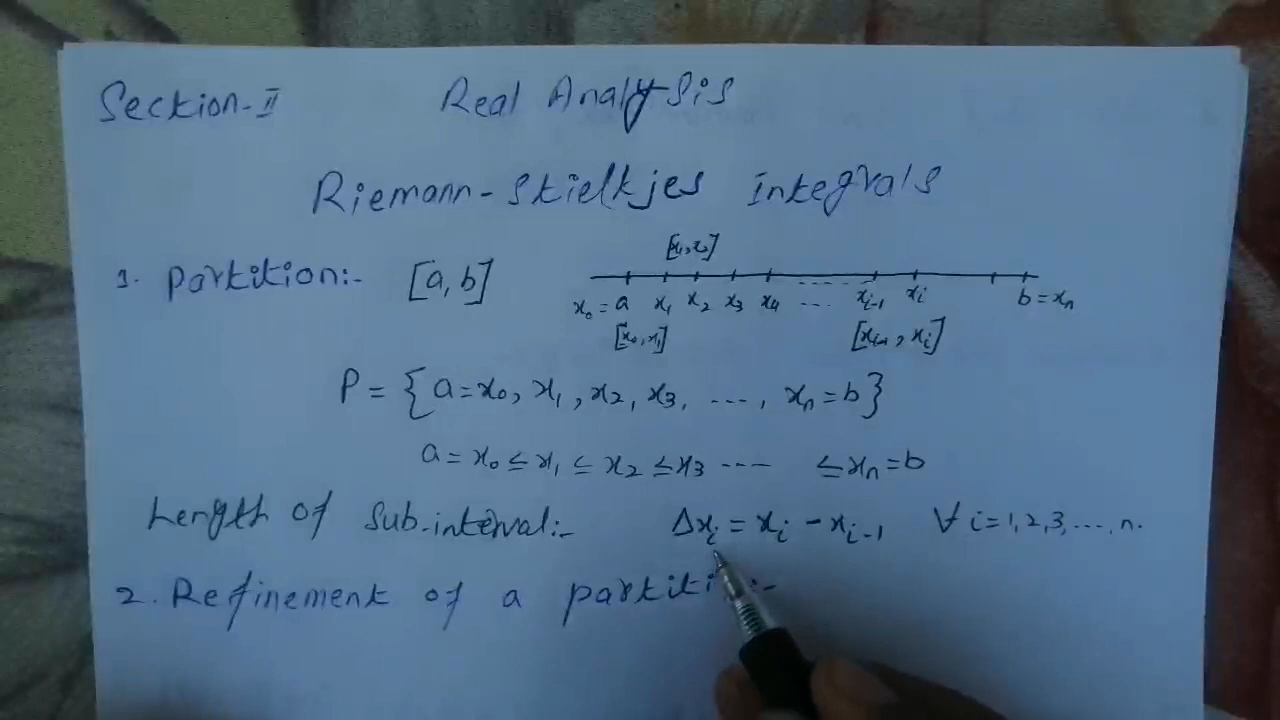 Section-II Real Analysis
Riemann-Stieltjes integrals
1. partition:- [a, b]
[x₁, x₂]
x₀ = a x₁ x₂ x₃ x₄ .... xᵢ₋₁ xᵢ b = xₙ
[x₀, x₁] [xᵢ₋₁, xᵢ]
P = {a = x₀, x₁, x₂, x₃, ...., xₙ = b}
a = x₀ ≤ x₁ ≤ x₂ ≤ x₃ ---- ≤ xₙ = b
Length of Sub-interval:- Δxᵢ = xᵢ - xᵢ₋₁ ∀ i = 1, 2, 3, ...., n.
2. Refinement of a